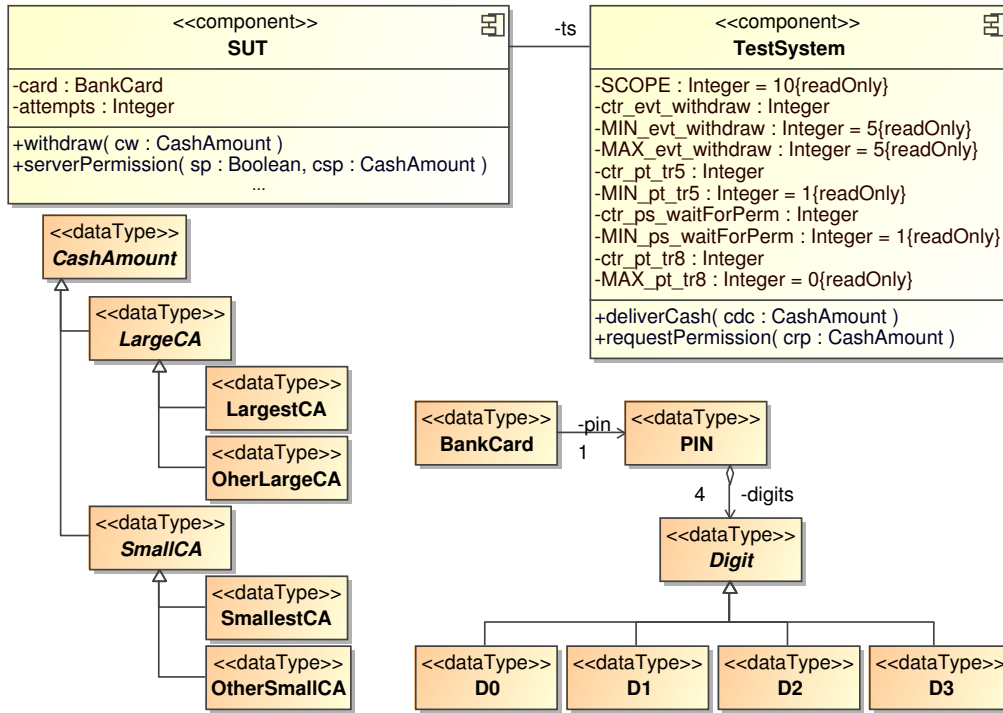 <<component>>
SUT
-card : BankCard
-attempts : Integer
+withdraw( cw : CashAmount )
+serverPermission( sp : Boolean, csp : CashAmount )
...
-ts
<<component>>
TestSystem
-SCOPE : Integer = 10{readOnly}
-ctr_evt_withdraw : Integer
-MIN_evt_withdraw : Integer = 5{readOnly}
-MAX_evt_withdraw : Integer = 5{readOnly}
-ctr_pt_tr5 : Integer
-MIN_pt_tr5 : Integer = 1{readOnly}
-ctr_ps_waitForPerm : Integer
-MIN_ps_waitForPerm : Integer = 1{readOnly}
-ctr_pt_tr8 : Integer
-MAX_pt_tr8 : Integer = 0{readOnly}
+deliverCash( cdc : CashAmount )
+requestPermission( crp : CashAmount )
<<dataType>>
CashAmount
<<dataType>>
LargeCA
<<dataType>>
LargestCA
<<dataType>>
OherLargeCA
<<dataType>>
SmallCA
<<dataType>>
SmallestCA
<<dataType>>
OtherSmallCA
<<dataType>>
BankCard
-pin
1
<<dataType>>
PIN
4
-digits
<<dataType>>
Digit
<<dataType>>
D0
<<dataType>>
D1
<<dataType>>
D2
<<dataType>>
D3